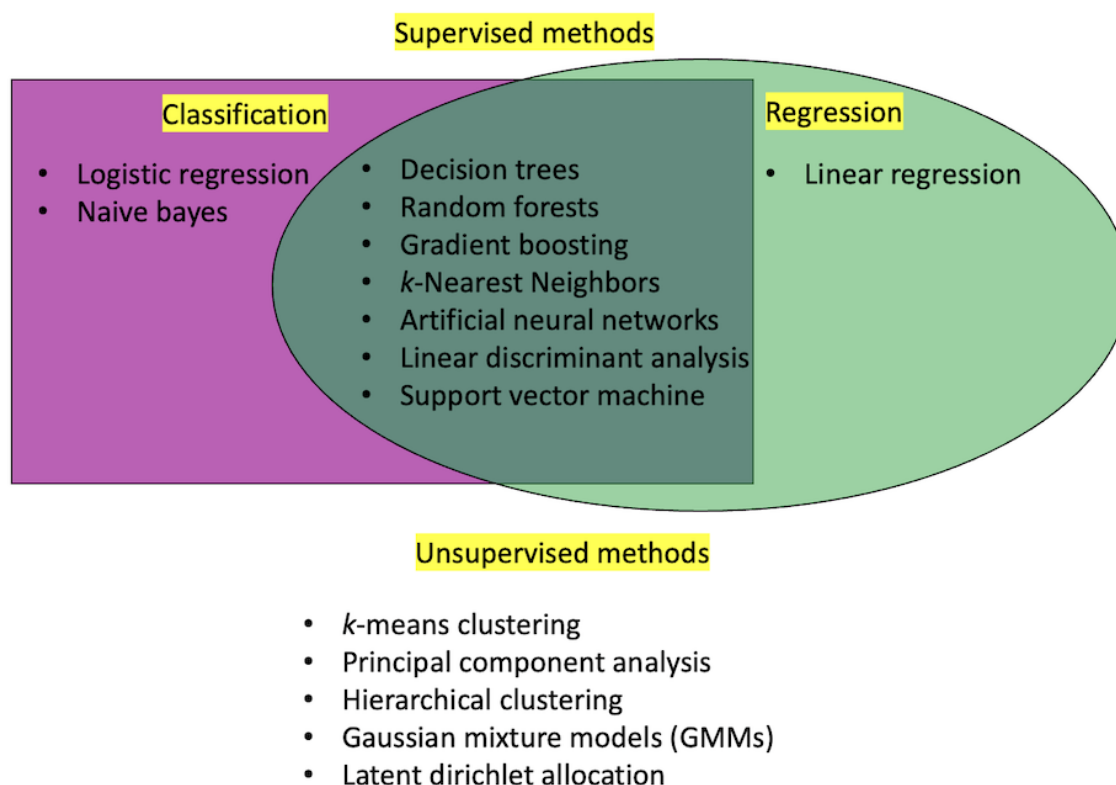 Supervised methods
Classification
• Logistic regression
• Naive bayes
• Decision trees
• Random forests
• Gradient boosting
• k-Nearest Neighbors
• Artificial neural networks
• Linear discriminant analysis
• Support vector machine
Regression
• Linear regression
Unsupervised methods
• k-means clustering
• Principal component analysis
• Hierarchical clustering
• Gaussian mixture models (GMMs)
• Latent dirichlet allocation